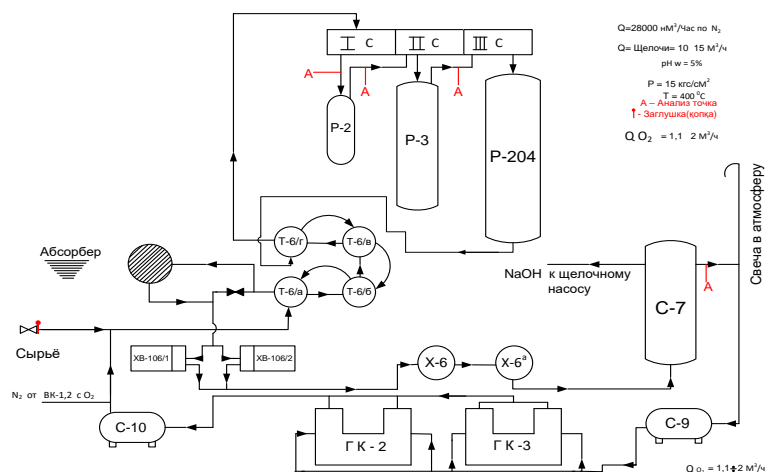 I C II C III C
Q=28000 нМ³/Час по N₂
Q= Щелочи= 10 15 М³/ч
pH w = 5%
P = 15 кгс/сМ²
T = 400 ⁰C
А – Анализ точка
- Заглушка(қопқа)
Q O₂ = 1,1 2 М³/ч
А
А
А
Р-2
Р-3
Р-204
Свеча в атмосферу
Т-6/г
Т-6/в
Абсорбер
NaOH к щелочному
насосу
С-7
А
Т-6/а
Т-6/б
Сырьё
ХВ-106/1
ХВ-106/2
Х-6
Х-6ᵃ
N₂ от ВК-1,2 с O₂
С-10
Г К - 2
Г К -3
С-9
Q O₂ = 1,1÷2 М³/ч